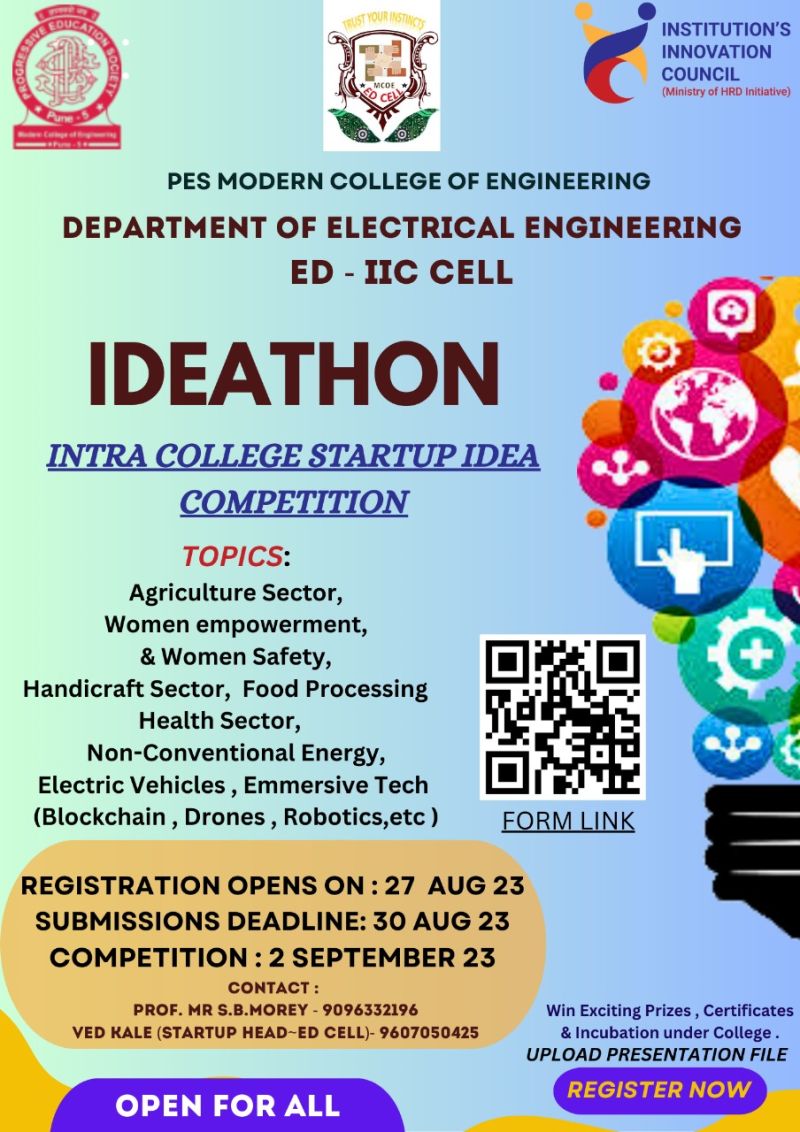 PROGRESSIVE EDUCATION SOCIETY
Pune - 5
Modern College of Engineering
Pune - 5
TRUST YOUR INSTINCTS
MCOE
ED CELL
INSTITUTION'S
INNOVATION
COUNCIL
(Ministry of HRD Initiative)
PES MODERN COLLEGE OF ENGINEERING
DEPARTMENT OF ELECTRICAL ENGINEERING
ED - IIC CELL
IDEATHON
INTRA COLLEGE STARTUP IDEA
COMPETITION
TOPICS:
Agriculture Sector,
Women empowerment,
& Women Safety,
Handicraft Sector, Food Processing
Health Sector,
Non-Conventional Energy,
Electric Vehicles , Emmersive Tech
(Blockchain , Drones , Robotics,etc )
FORM LINK
REGISTRATION OPENS ON : 27 AUG 23
SUBMISSIONS DEADLINE: 30 AUG 23
COMPETITION : 2 SEPTEMBER 23
CONTACT :
PROF. MR S.B.MOREY - 9096332196
VED KALE (STARTUP HEAD~ED CELL)- 9607050425
Win Exciting Prizes , Certificates
& Incubation under College .
UPLOAD PRESENTATION FILE
REGISTER NOW
OPEN FOR ALL